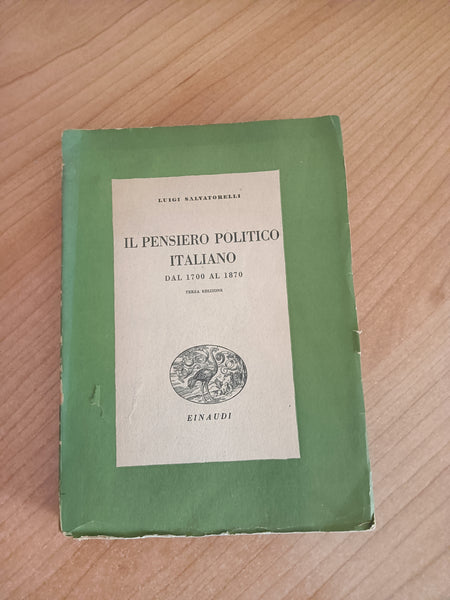 LUIGI SALVATORELLI
IL PENSIERO POLITICO
ITALIANO
DAL 1700 AL 1870
TERZA EDIZIONE
EINAUDI